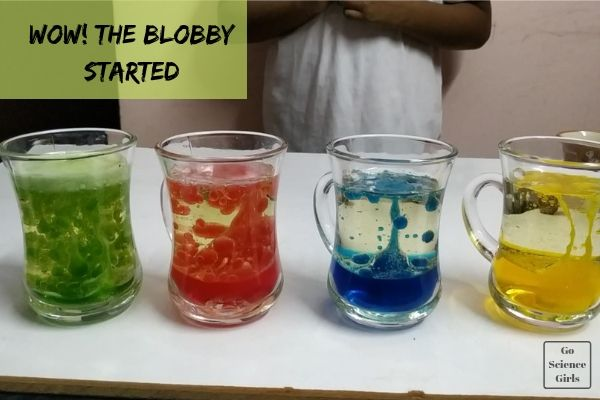 WOW! THE BLOBBY
STARTED
Go
Science
Girls